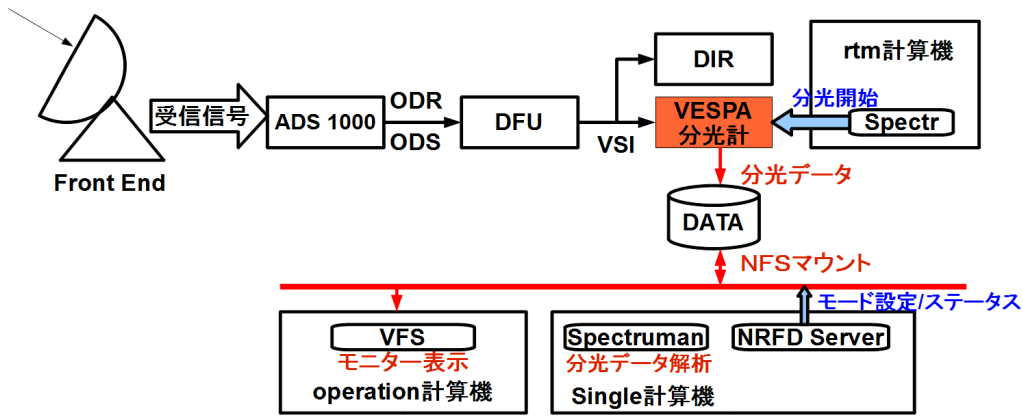 Front End
受信信号
ADS 1000
ODR
ODS
DFU
VSI
DIR
VESPA
分光計
rtm計算機
分光開始
Spectr
分光データ
DATA
NFSマウント
モード設定/ステータス
VFS
モニター表示
operation計算機
Spectruman
分光データ解析
NRFD Server
Single計算機